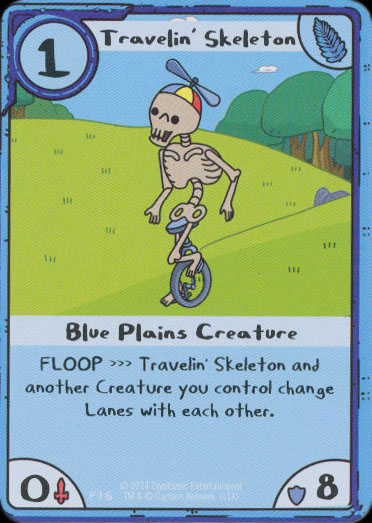 1
Travelin' Skeleton
Blue Plains Creature
FLOOP >>> Travelin' Skeleton and
another Creature you control change
Lanes with each other.
0
© 2014 Cryptozoic Entertainment
TM & © Cartoon Network. (s14)
8